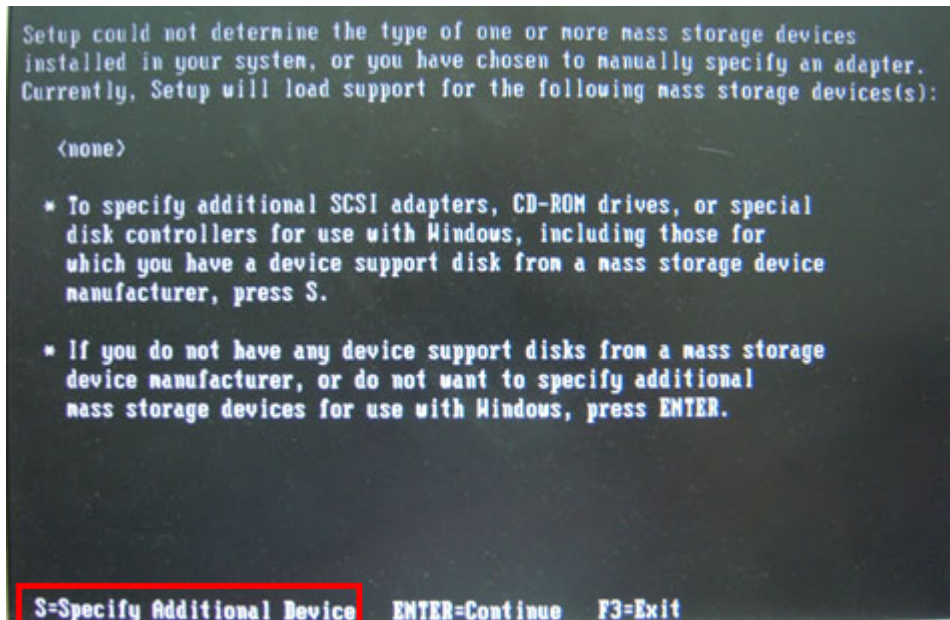 Setup could not determine the type of one or more mass storage devices
installed in your system, or you have chosen to manually specify an adapter.
Currently, Setup will load support for the following mass storage devices(s):
<none>
* To specify additional SCSI adapters, CD-ROM drives, or special
disk controllers for use with Windows, including those for
which you have a device support disk from a mass storage device
manufacturer, press S.
* If you do not have any device support disks from a mass storage
device manufacturer, or do not want to specify additional
mass storage devices for use with Windows, press ENTER.
S=Specify Additional Device ENTER=Continue F3=Exit